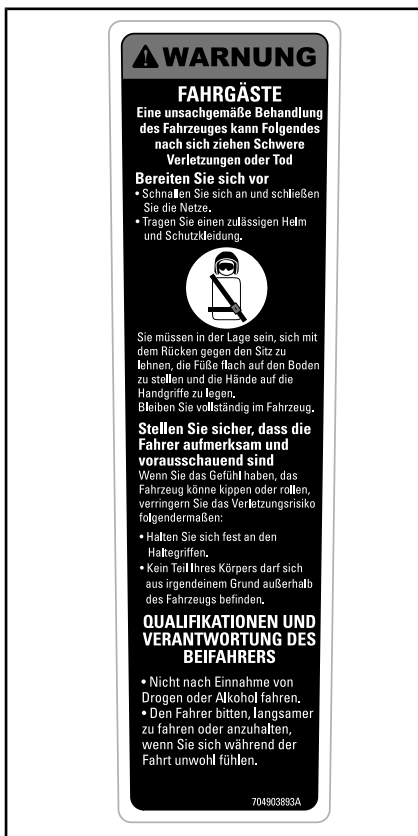 WARNUNG
FAHRGÄSTE
Eine unsachgemäße Behandlung
des Fahrzeuges kann Folgendes
nach sich ziehen Schwere
Verletzungen oder Tod
Bereiten Sie sich vor
• Schnallen Sie sich an und schließen
Sie die Netze.
• Tragen Sie einen zulässigen Helm
und Schutzkleidung.
Sie müssen in der Lage sein, sich mit
dem Rücken gegen den Sitz zu
lehnen, die Füße flach auf den Boden
zu stellen und die Hände auf die
Handgriffe zu legen.
Bleiben Sie vollständig im Fahrzeug.
Stellen Sie sicher, dass die
Fahrer aufmerksam und
vorausschauend sind
Wenn Sie das Gefühl haben, das
Fahrzeug könne kippen oder rollen,
verringern Sie das Verletzungsrisiko
folgendermaßen:
• Halten Sie sich fest an den
Haltegriffen.
• Kein Teil Ihres Körpers darf sich
aus irgendeinem Grund außerhalb
des Fahrzeugs befinden.
QUALIFIKATIONEN UND
VERANTWORTUNG DES
BEIFAHRERS
• Nicht nach Einnahme von
Drogen oder Alkohol fahren.
• Den Fahrer bitten, langsamer
zu fahren oder anzuhalten,
wenn Sie sich während der
Fahrt unwohl fühlen.
704903893A